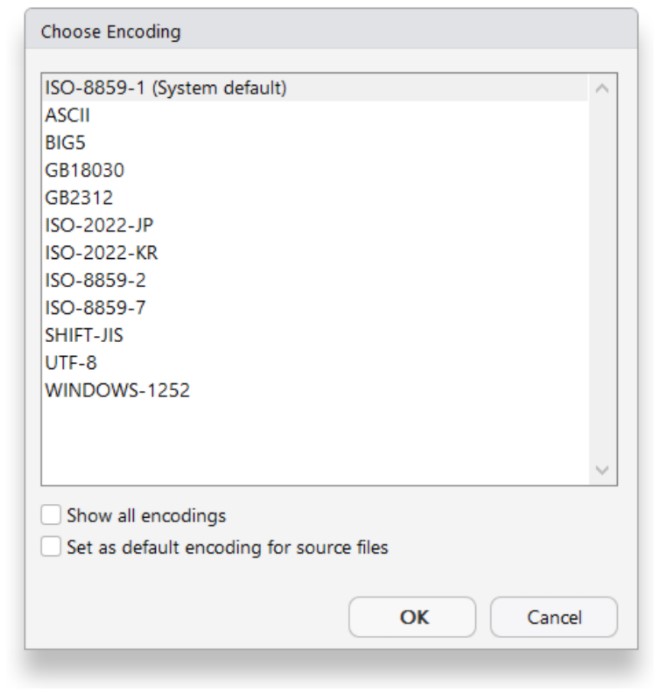 Choose Encoding
ISO-8859-1 (System default)
ASCII
BIG5
GB18030
GB2312
ISO-2022-JP
ISO-2022-KR
ISO-8859-2
ISO-8859-7
SHIFT-JIS
UTF-8
WINDOWS-1252
Show all encodings
Set as default encoding for source files
OK Cancel